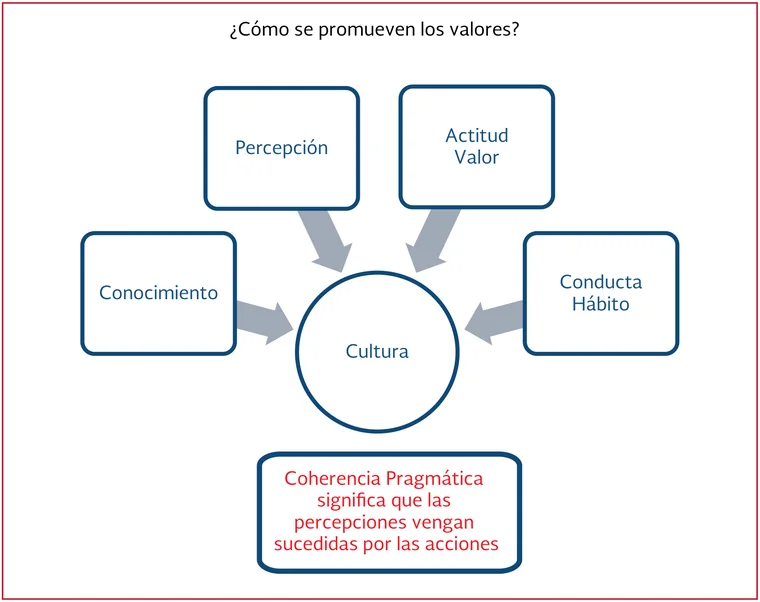 ¿Cómo se promueven los valores?
Percepción
Actitud
Valor
Conocimiento
Conducta
Hábito
Cultura
Coherencia Pragmática
significa que las
percepciones vengan
sucedidas por las acciones